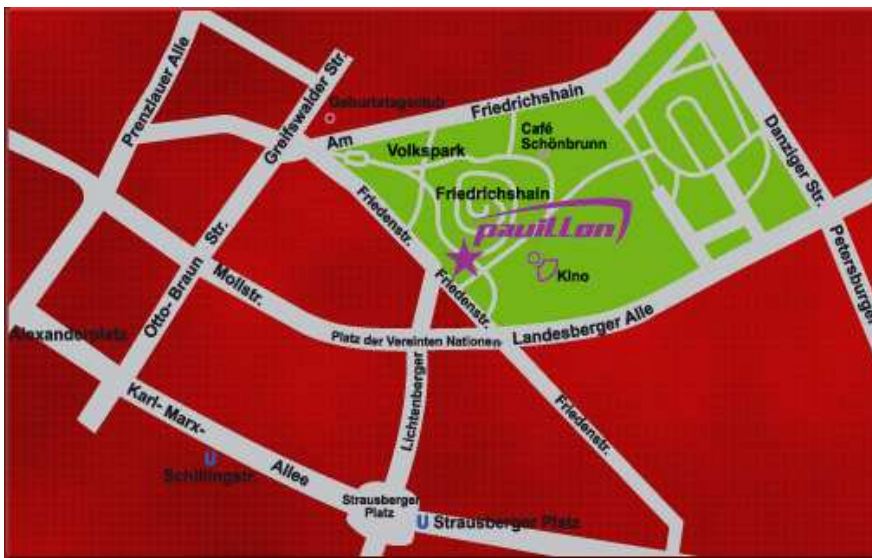 Prenzlauer Alle
Greifswalder Str.
Geburtstagsclub
Am
Friedrichshain
Café
Schönbrunn
Volkspark
Friedrichshain
Danziger Str.
Friedenstr.
pavillon
Otto- Braun Str.
Mollstr.
Kino
Petersburger
Friedenstr.
Alexanderplatz
Platz der Vereinten Nationen
Landesberger Alle
Lichtenberger
Friedenstr.
Karl- Marx-
Allee
U
Schillingstr.
Strausberger
Platz
U Strausberger Platz